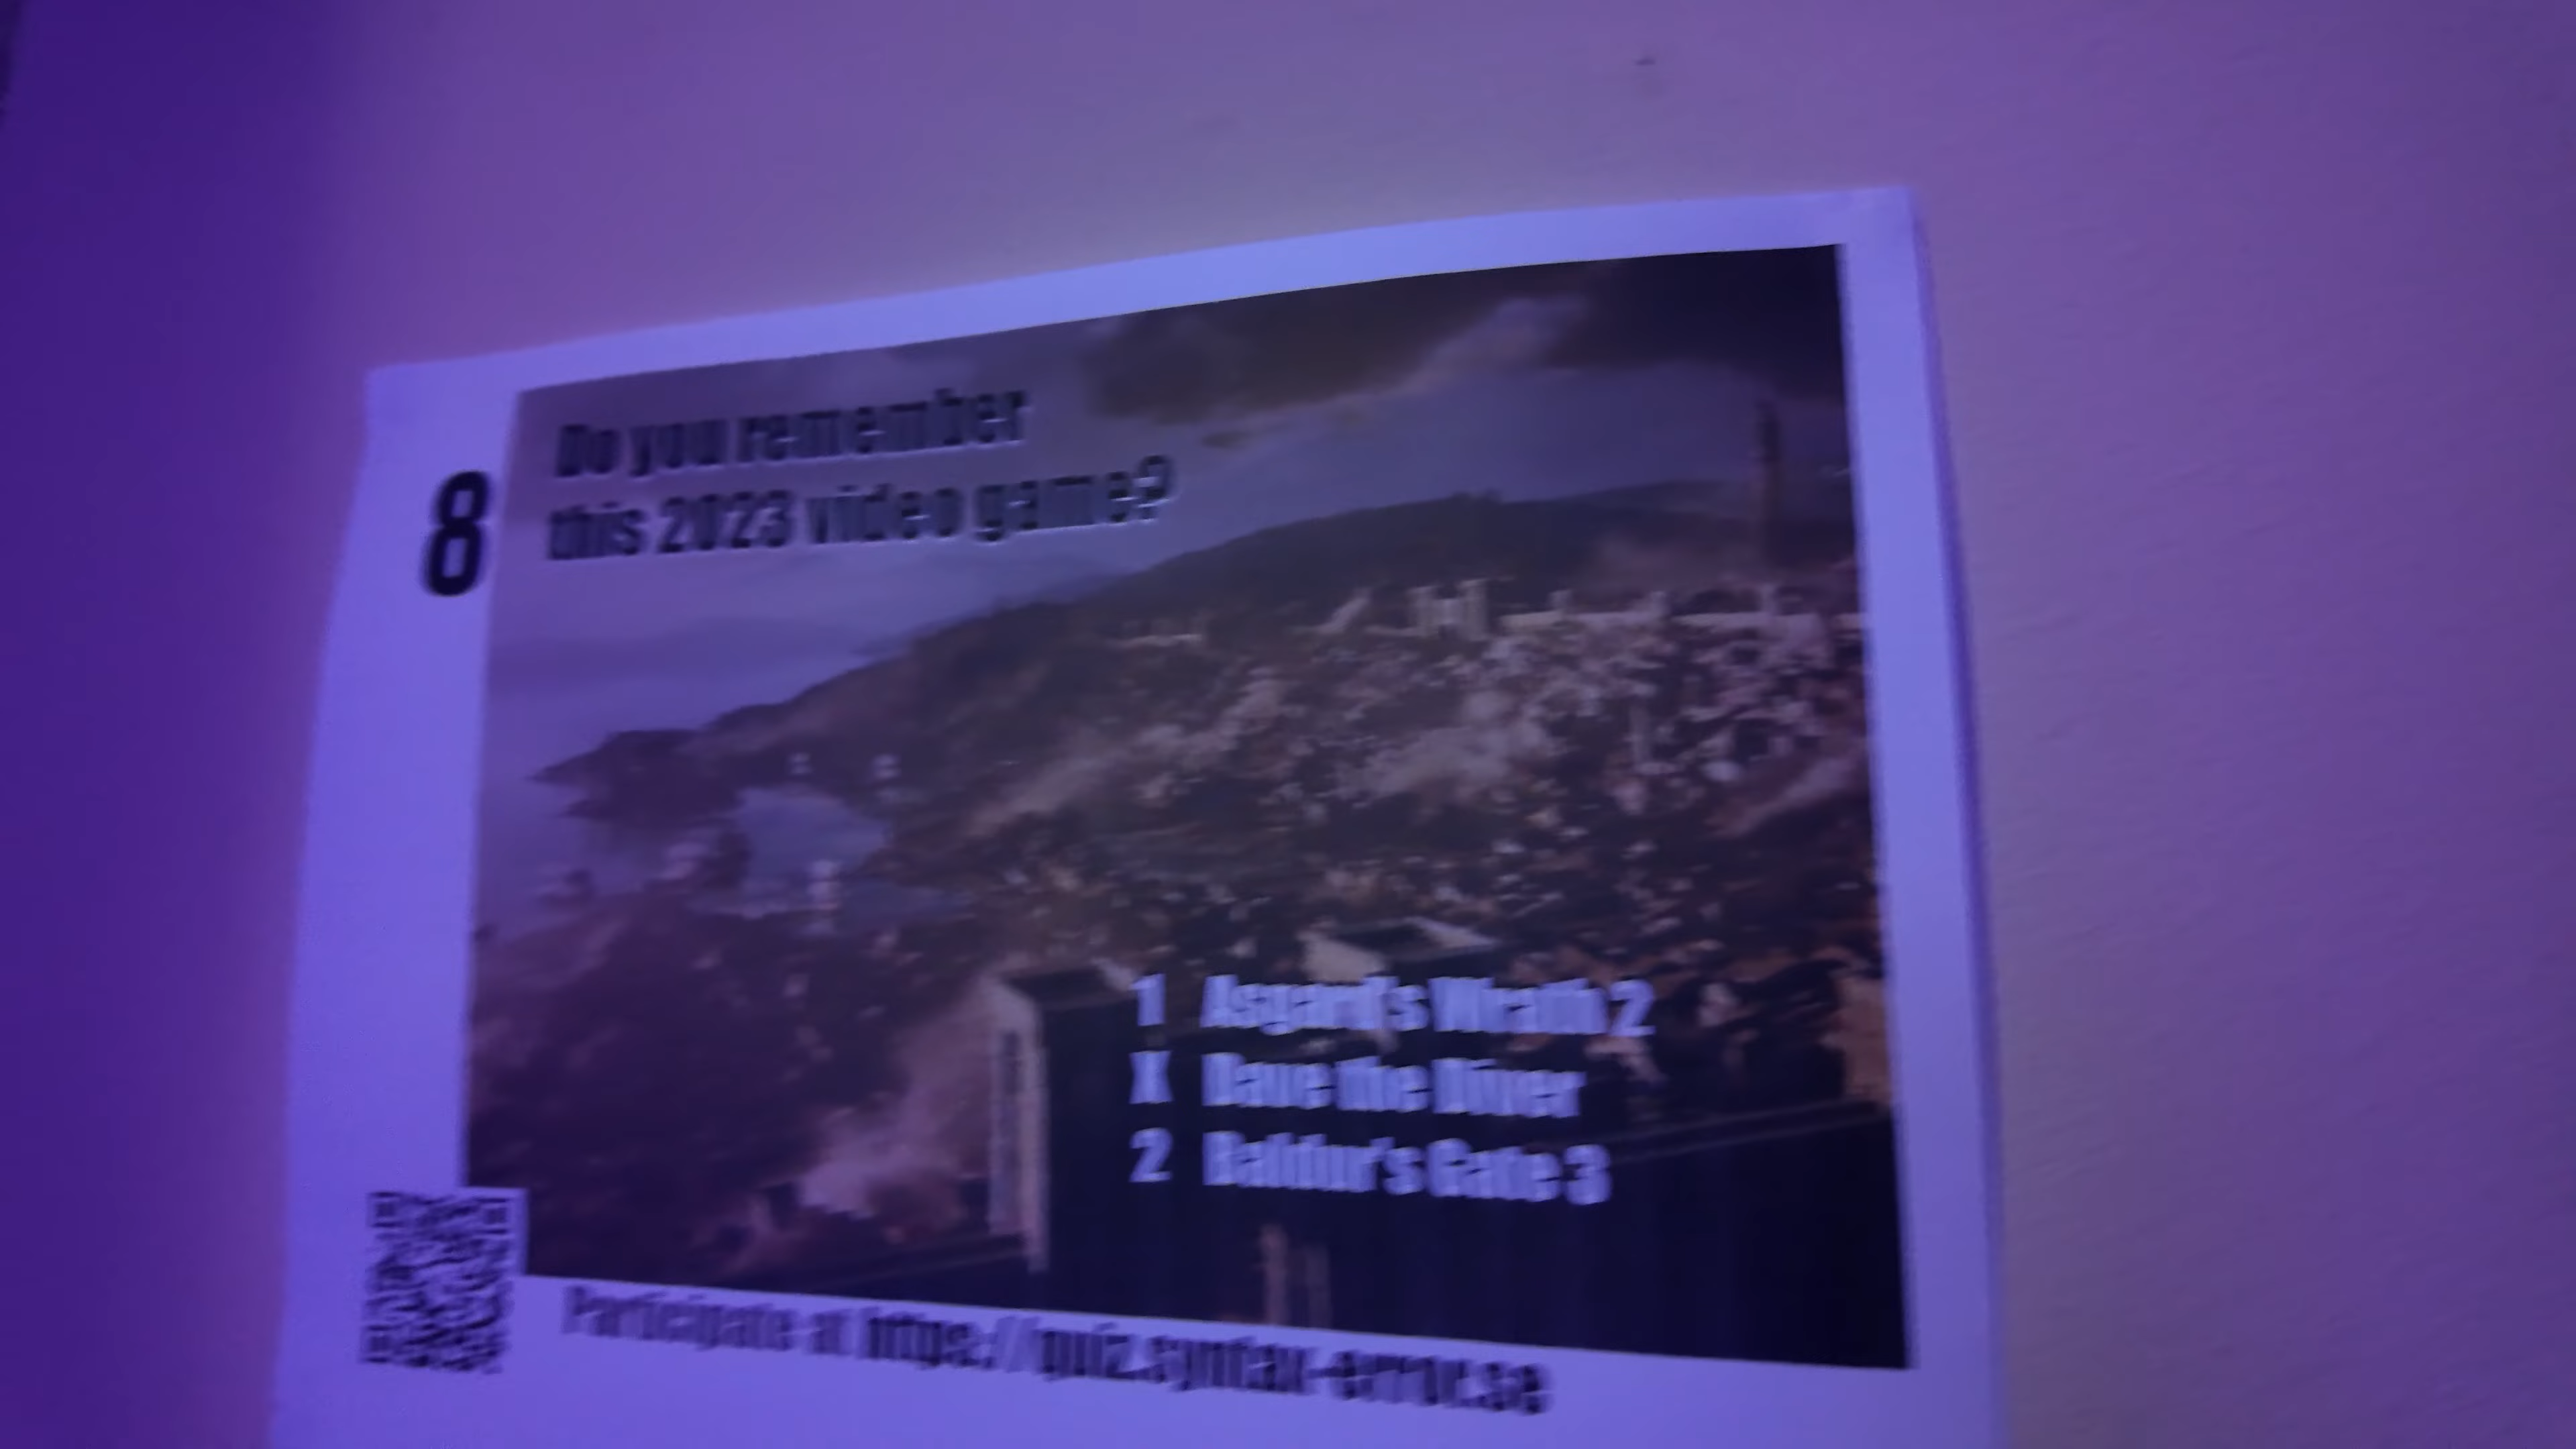 8
Do you remember
this 2023 video game?
1 Asgard's Wrath 2
X Dave the Diver
2 Baldur's Gate 3
Participate at https://quiz.syntax-error.se